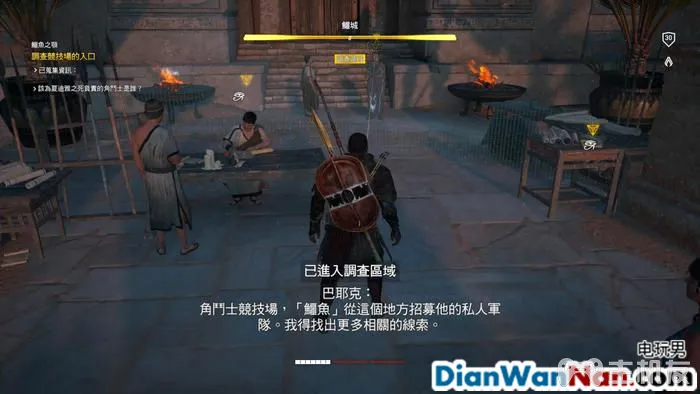 鱷城
30
鱷魚之顎
調查競技場的入口
已蒐集資訊：
該為夏迪雅之死負責的角鬥士是誰？
已進入調查區域
巴耶克：
角鬥士競技場，「鱷魚」從這個地方招募他的私人軍
隊。我得找出更多相關的線索。
电玩男
DianWanNan.com